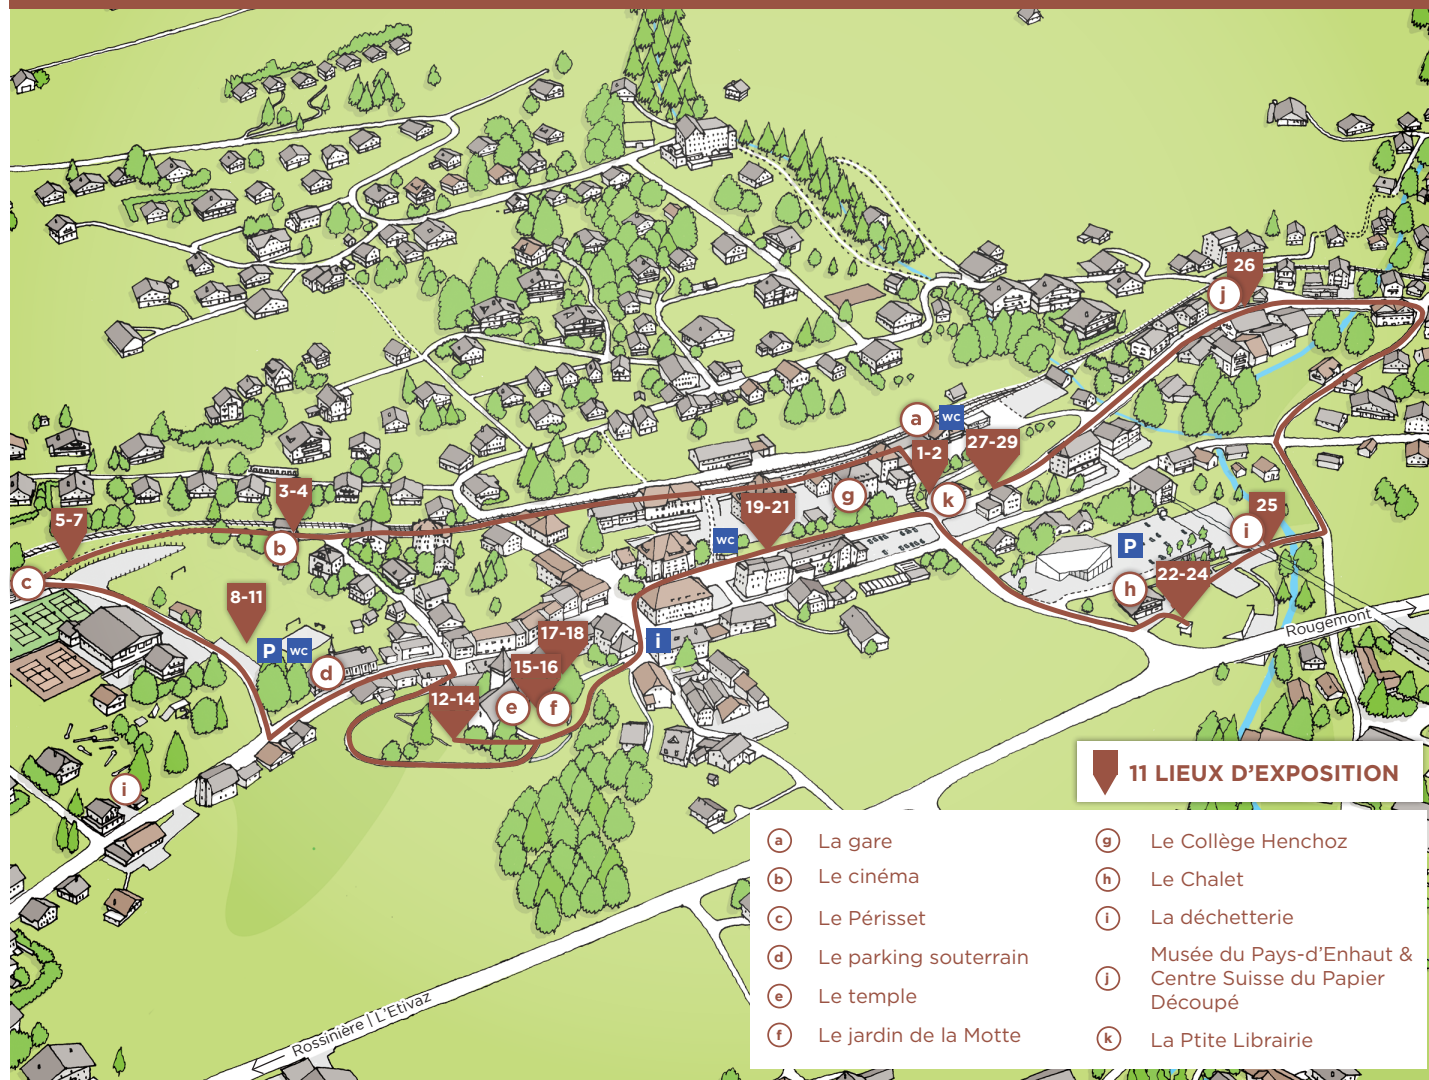 26
j
a
WC
27-29
1-2
g
k
3-4
5-7
19-21
25
WC
i
P
b
c
22-24
h
8-11
Rougemont
17-18
i
P
WC
15-16
d
12-14
e
f
i
11 LIEUX D'EXPOSITION
a La gare
b Le cinéma
c Le Périsset
d Le parking souterrain
e Le temple
f Le jardin de la Motte
g Le Collège Henchoz
h Le Chalet
i La déchetterie
j Musée du Pays-d'Enhaut &
Centre Suisse du Papier
Découpé
k La Ptite Librairie
Rossinière | L'Etivaz